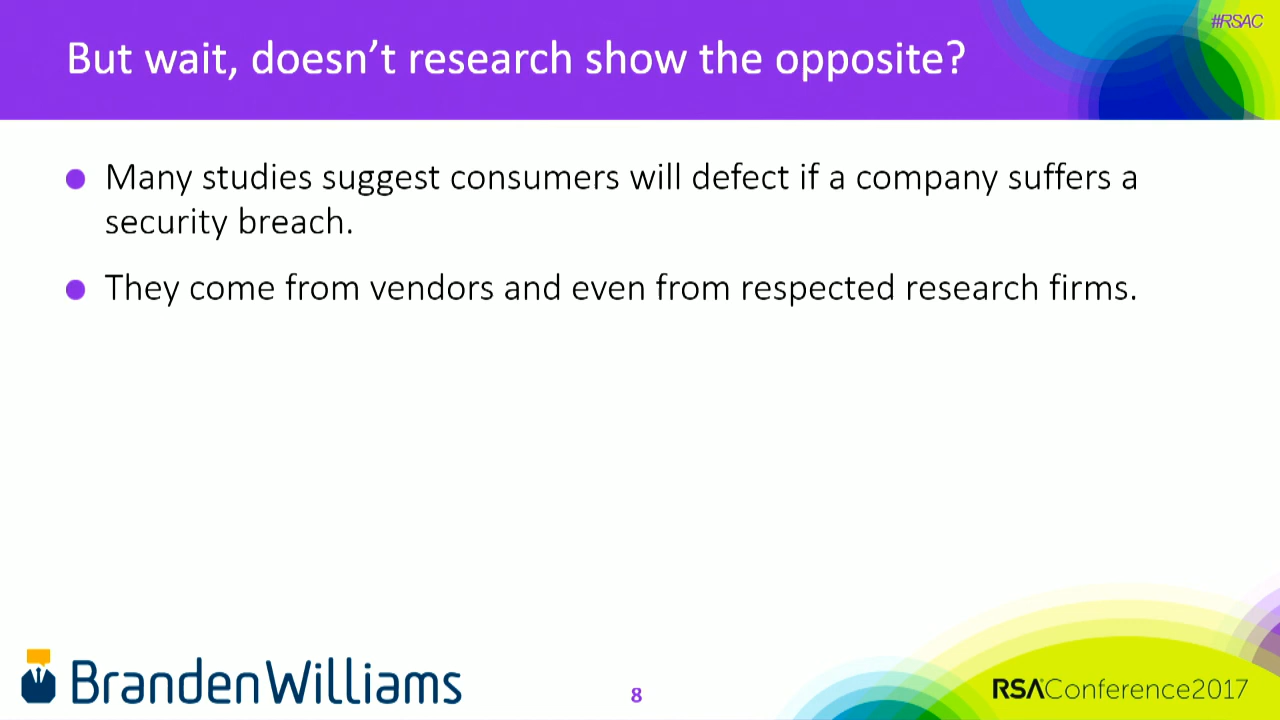 #RSAC
But wait, doesn’t research show the opposite?
Many studies suggest consumers will defect if a company suffers a
security breach.
They come from vendors and even from respected research firms.
BrandenWilliams
8
RSAConference2017